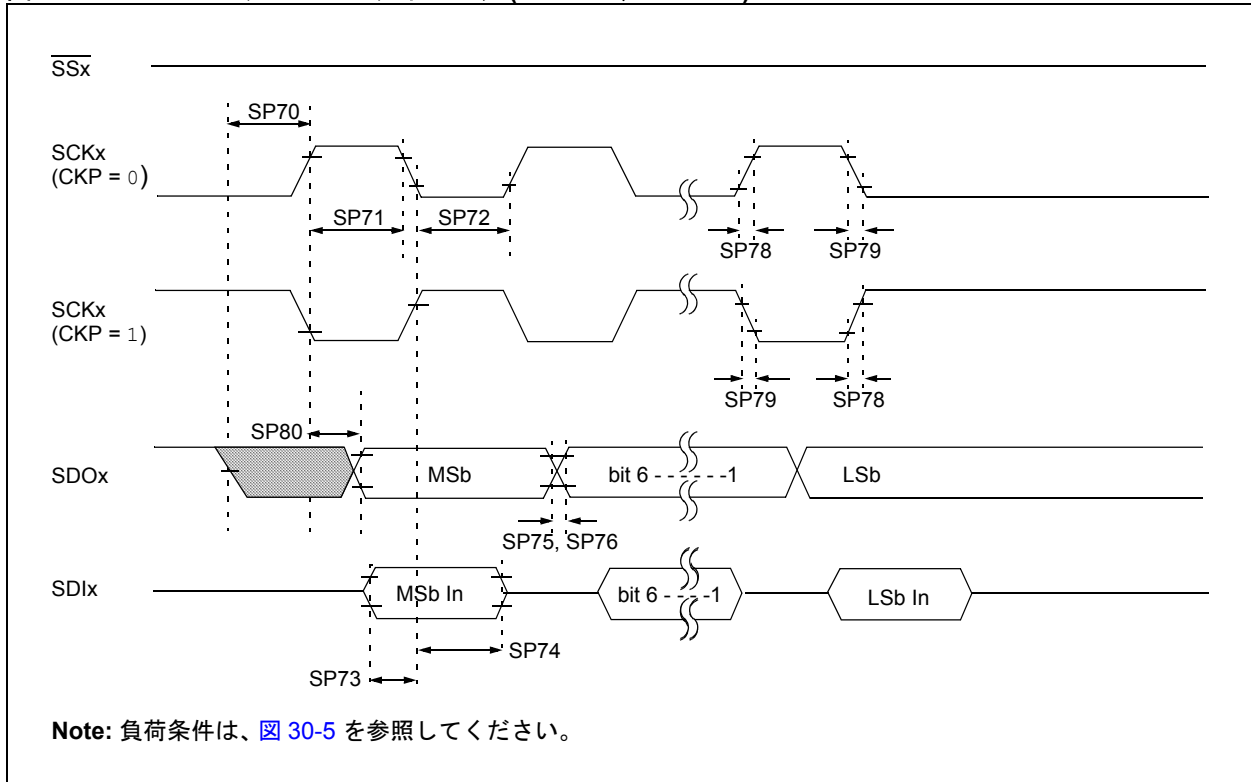 SSx
SP70
SCKx
(CKP = 0)
SP71
SP72
SP78
SP79
SCKx
(CKP = 1)
SP79
SP78
SP80
SDOx
MSb
bit 6 - - - - - -1
LSb
SP75, SP76
SDIx
MSb In
bit 6 - - - -1
LSb In
SP74
SP73
Note: 負荷条件は、図 30-5 を参照してください。